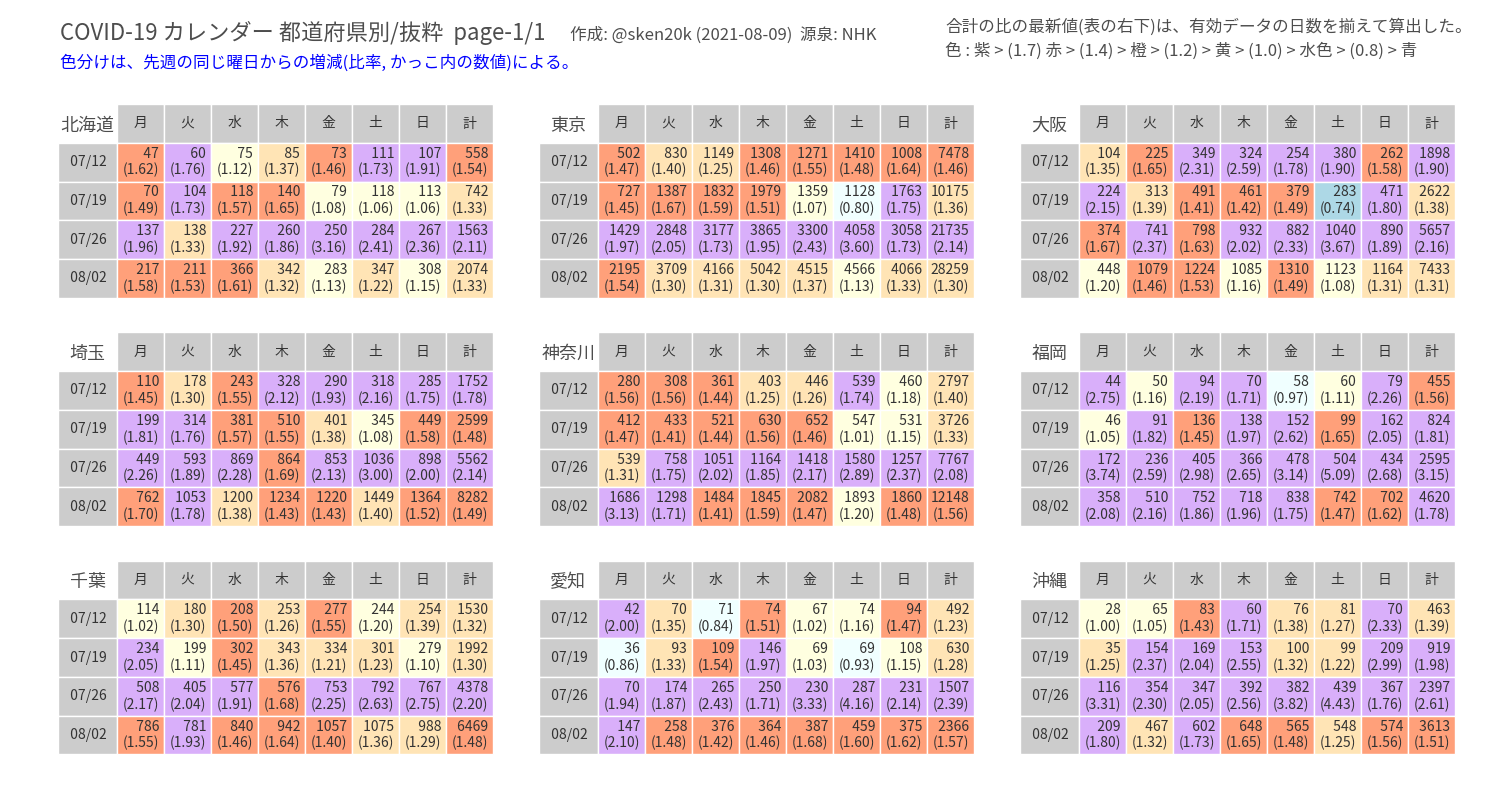 COVID-19 カレンダー 都道府県別/抜粋 page-1/1 作成: @sken20k (2021-08-09) 源泉: NHK
合計の比の最新値(表の右下)は、有効データの日数を揃えて算出した。
色 : 紫 > (1.7) 赤 > (1.4) > 橙 > (1.2) > 黄 > (1.0) > 水色 > (0.8) > 青
色分けは、先週の同じ曜日からの増減(比率, かっこ内の数値)による。
北海道 月 火 水 木 金 土 日 計
07/12 47 60 75 85 73 111 107 558
(1.62) (1.76) (1.12) (1.37) (1.46) (1.73) (1.91) (1.54)
07/19 70 104 118 140 79 118 113 742
(1.49) (1.73) (1.57) (1.65) (1.08) (1.06) (1.06) (1.33)
07/26 137 138 227 260 250 284 267 1563
(1.96) (1.33) (1.92) (1.86) (3.16) (2.41) (2.36) (2.11)
08/02 217 211 366 342 283 347 308 2074
(1.58) (1.53) (1.61) (1.32) (1.13) (1.22) (1.15) (1.33)
東京 月 火 水 木 金 土 日 計
07/12 502 830 1149 1308 1271 1410 1008 7478
(1.47) (1.40) (1.25) (1.46) (1.55) (1.48) (1.64) (1.46)
07/19 727 1387 1832 1979 1359 1128 1763 10175
(1.45) (1.67) (1.59) (1.51) (1.07) (0.80) (1.75) (1.36)
07/26 1429 2848 3177 3865 3300 4058 3058 21735
(1.97) (2.05) (1.73) (1.95) (2.43) (3.60) (1.73) (2.14)
08/02 2195 3709 4166 5042 4515 4566 4066 28259
(1.54) (1.30) (1.31) (1.30) (1.37) (1.13) (1.33) (1.30)
大阪 月 火 水 木 金 土 日 計
07/12 104 225 349 324 254 380 262 1898
(1.35) (1.65) (2.31) (2.59) (1.78) (1.90) (1.58) (1.90)
07/19 224 313 491 461 379 283 471 2622
(2.15) (1.39) (1.41) (1.42) (1.49) (0.74) (1.80) (1.38)
07/26 374 741 798 932 882 1040 890 5657
(1.67) (2.37) (1.63) (2.02) (2.33) (3.67) (1.89) (2.16)
08/02 448 1079 1224 1085 1310 1123 1164 7433
(1.20) (1.46) (1.53) (1.16) (1.49) (1.08) (1.31) (1.31)
埼玉 月 火 水 木 金 土 日 計
07/12 110 178 243 328 290 318 285 1752
(1.45) (1.30) (1.55) (2.12) (1.93) (2.16) (1.75) (1.78)
07/19 199 314 381 510 401 345 449 2599
(1.81) (1.76) (1.57) (1.55) (1.38) (1.08) (1.58) (1.48)
07/26 449 593 869 864 853 1036 898 5562
(2.26) (1.89) (2.28) (1.69) (2.13) (3.00) (2.00) (2.14)
08/02 762 1053 1200 1234 1220 1449 1364 8282
(1.70) (1.78) (1.38) (1.43) (1.43) (1.40) (1.52) (1.49)
神奈川 月 火 水 木 金 土 日 計
07/12 280 308 361 403 446 539 460 2797
(1.56) (1.56) (1.44) (1.25) (1.26) (1.74) (1.18) (1.40)
07/19 412 433 521 630 652 547 531 3726
(1.47) (1.41) (1.44) (1.56) (1.46) (1.01) (1.15) (1.33)
07/26 539 758 1051 1164 1418 1580 1257 7767
(1.31) (1.75) (2.02) (1.85) (2.17) (2.89) (2.37) (2.08)
08/02 1686 1298 1484 1845 2082 1893 1860 12148
(3.13) (1.71) (1.41) (1.59) (1.47) (1.20) (1.48) (1.56)
福岡 月 火 水 木 金 土 日 計
07/12 44 50 94 70 58 60 79 455
(2.75) (1.16) (2.19) (1.71) (0.97) (1.11) (2.26) (1.56)
07/19 46 91 136 138 152 99 162 824
(1.05) (1.82) (1.45) (1.97) (2.62) (1.65) (2.05) (1.81)
07/26 172 236 405 366 478 504 434 2595
(3.74) (2.59) (2.98) (2.65) (3.14) (5.09) (2.68) (3.15)
08/02 358 510 752 718 838 742 702 4620
(2.08) (2.16) (1.86) (1.96) (1.75) (1.47) (1.62) (1.78)
千葉 月 火 水 木 金 土 日 計
07/12 114 180 208 253 277 244 254 1530
(1.02) (1.30) (1.50) (1.26) (1.55) (1.20) (1.39) (1.32)
07/19 234 199 302 343 334 301 279 1992
(2.05) (1.11) (1.45) (1.36) (1.21) (1.23) (1.10) (1.30)
07/26 508 405 577 576 753 792 767 4378
(2.17) (2.04) (1.91) (1.68) (2.25) (2.63) (2.75) (2.20)
08/02 786 781 840 942 1057 1075 988 6469
(1.55) (1.93) (1.46) (1.64) (1.40) (1.36) (1.29) (1.48)
愛知 月 火 水 木 金 土 日 計
07/12 42 70 71 74 67 74 94 492
(2.00) (1.35) (0.84) (1.51) (1.02) (1.16) (1.47) (1.23)
07/19 36 93 109 146 69 69 108 630
(0.86) (1.33) (1.54) (1.97) (1.03) (0.93) (1.15) (1.28)
07/26 70 174 265 250 230 287 231 1507
(1.94) (1.87) (2.43) (1.71) (3.33) (4.16) (2.14) (2.39)
08/02 147 258 376 364 387 459 375 2366
(2.10) (1.48) (1.42) (1.46) (1.68) (1.60) (1.62) (1.57)
沖縄 月 火 水 木 金 土 日 計
07/12 28 65 83 60 76 81 70 463
(1.00) (1.05) (1.43) (1.71) (1.38) (1.27) (2.33) (1.39)
07/19 35 154 169 153 100 99 209 919
(1.25) (2.37) (2.04) (2.55) (1.32) (1.22) (2.99) (1.98)
07/26 116 354 347 392 382 439 367 2397
(3.31) (2.30) (2.05) (2.56) (3.82) (4.43) (1.76) (2.61)
08/02 209 467 602 648 565 548 574 3613
(1.80) (1.32) (1.73) (1.65) (1.48) (1.25) (1.56) (1.51)